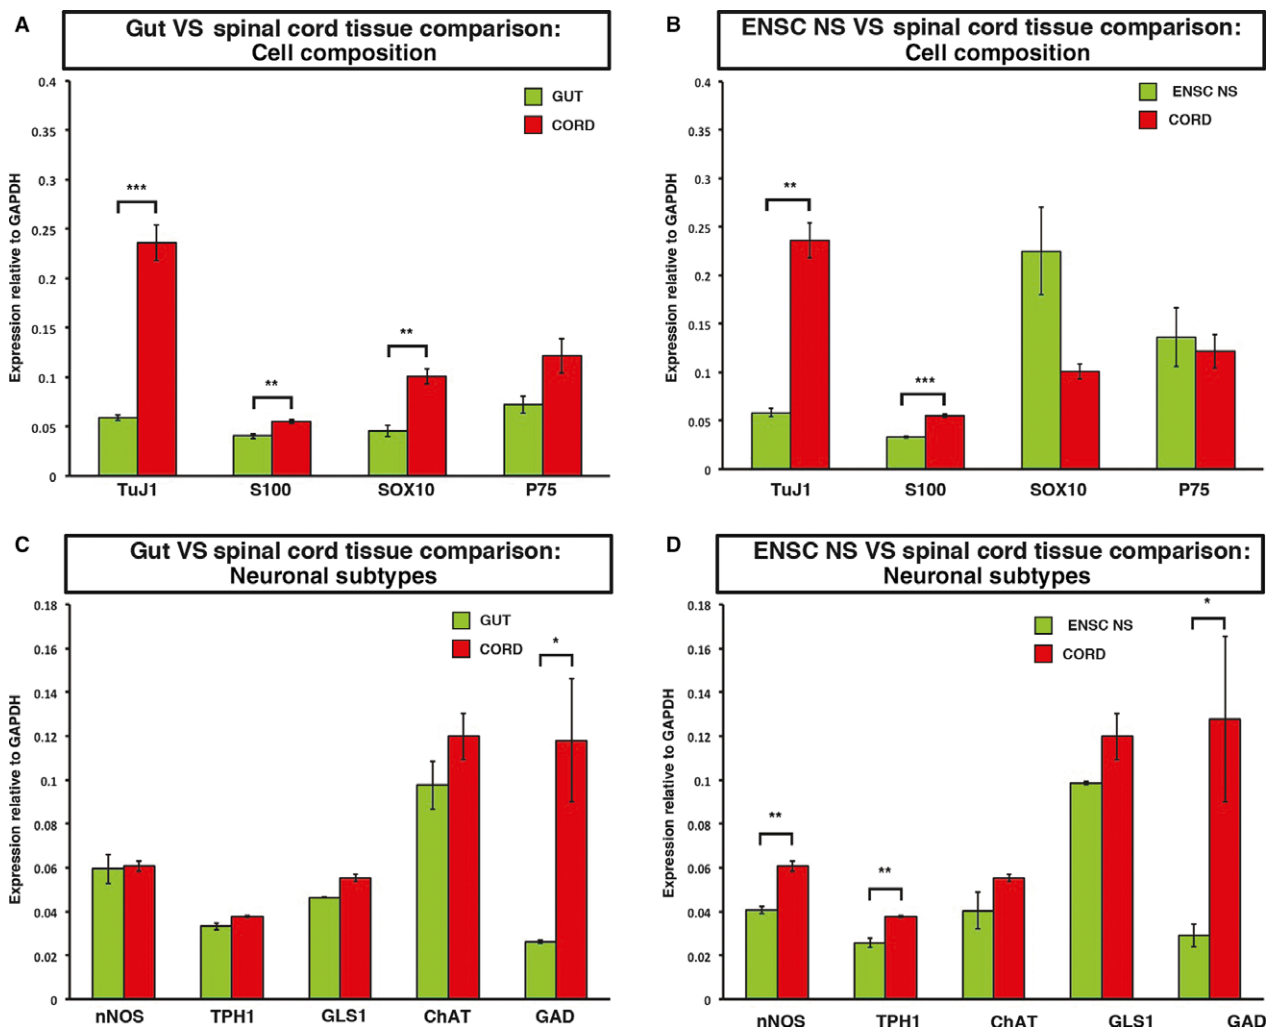 A
Gut VS spinal cord tissue comparison:
Cell composition
0.4
0.35
0.3
0.25
0.2
0.15
0.1
0.05
0
Expression relative to GAPDH
GUT
CORD
***
**
**
TuJ1 S100 SOX10 P75
B
ENSC NS VS spinal cord tissue comparison:
Cell composition
0.4
0.35
0.3
0.25
0.2
0.15
0.1
0.05
0
Expression relative to GAPDH
ENSC NS
CORD
**
***
TuJ1 S100 SOX10 P75
C
Gut VS spinal cord tissue comparison:
Neuronal subtypes
0.18
0.16
0.14
0.12
0.1
0.08
0.06
0.04
0.02
0
Expression relative to GAPDH
GUT
CORD
*
nNOS TPH1 GLS1 ChAT GAD
D
ENSC NS VS spinal cord tissue comparison:
Neuronal subtypes
0.18
0.16
0.14
0.12
0.1
0.08
0.06
0.04
0.02
0
Expression relative to GAPDH
ENSC NS
CORD
**
**
*
nNOS TPH1 ChAT GLS1 GAD